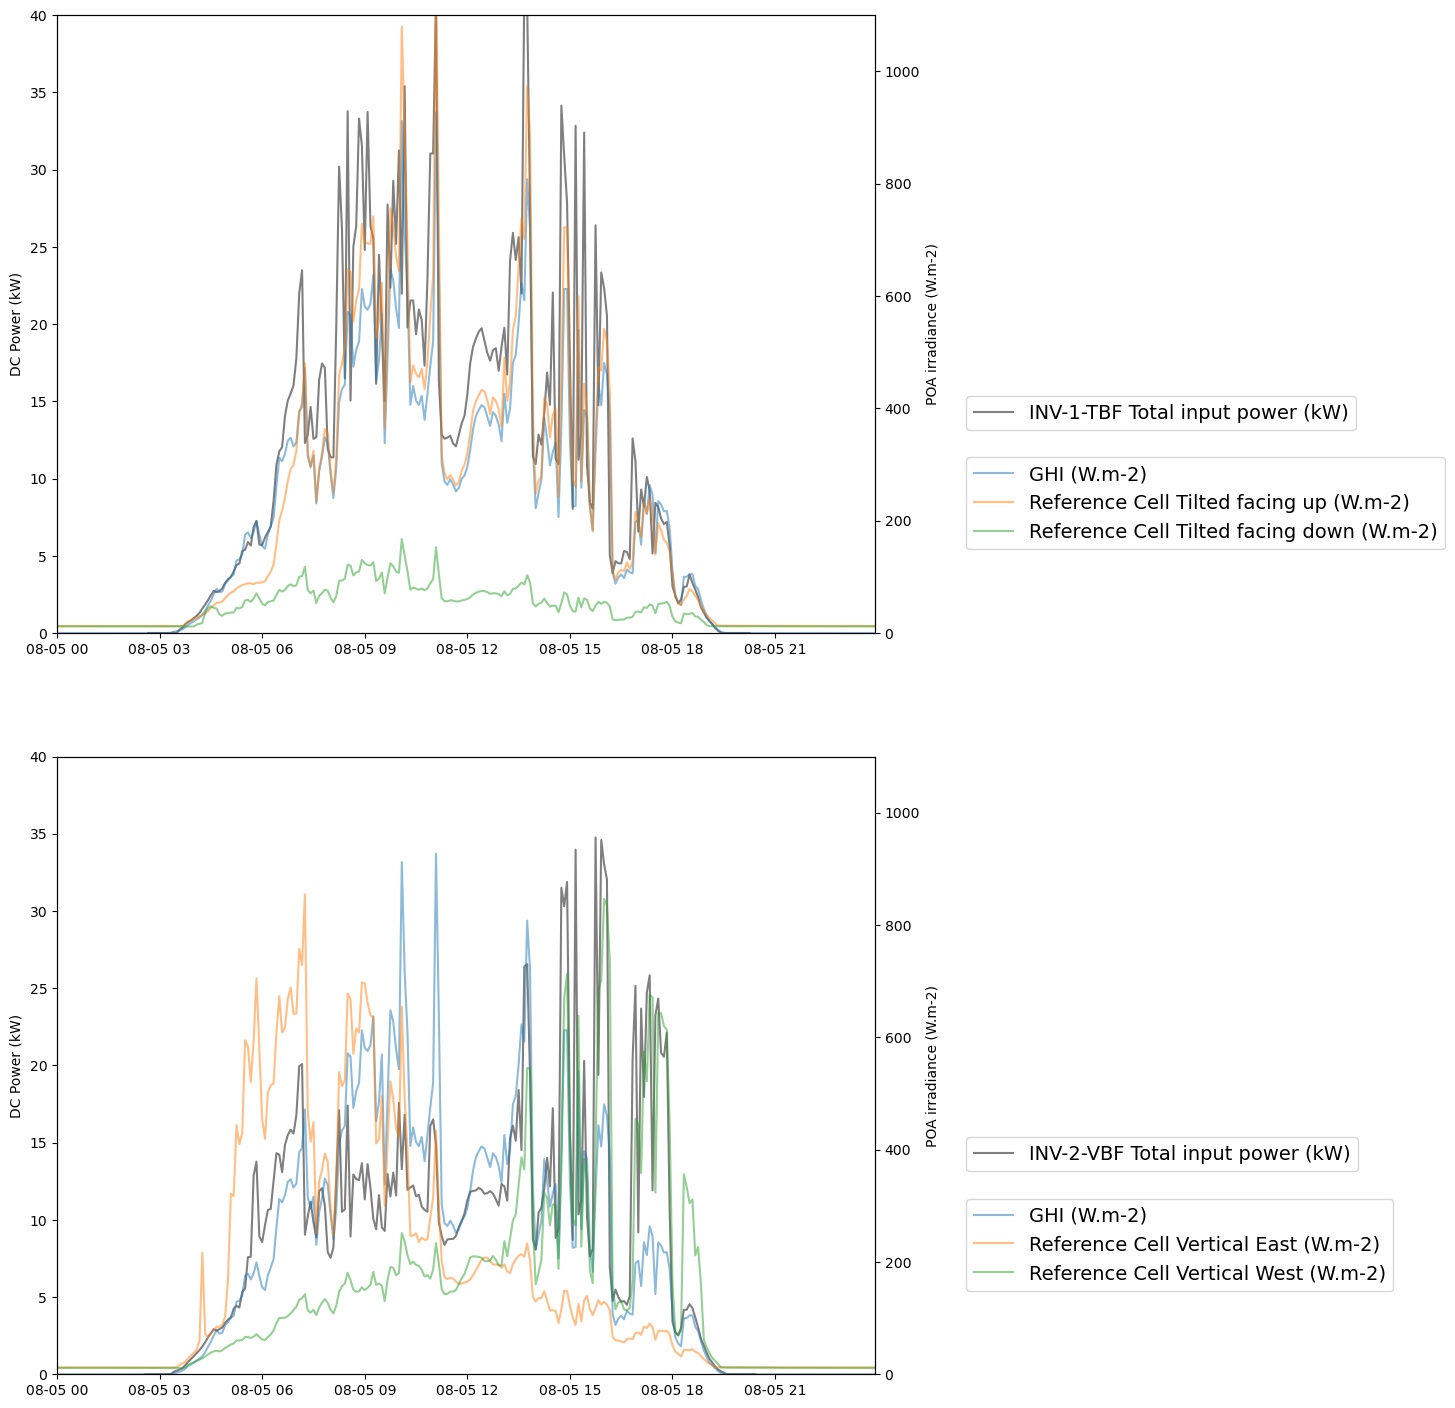 40
35
30
25
20
15
10
5
0
DC Power (kW)
1000
800
600
400
200
0
POA irradiance (W.m-2)
08-05 00 08-05 03 08-05 06 08-05 09 08-05 12 08-05 15 08-05 18 08-05 21
INV-1-TBF Total input power (kW)
GHI (W.m-2)
Reference Cell Tilted facing up (W.m-2)
Reference Cell Tilted facing down (W.m-2)
40
35
30
25
20
15
10
5
0
DC Power (kW)
1000
800
600
400
200
0
POA irradiance (W.m-2)
08-05 00 08-05 03 08-05 06 08-05 09 08-05 12 08-05 15 08-05 18 08-05 21
INV-2-VBF Total input power (kW)
GHI (W.m-2)
Reference Cell Vertical East (W.m-2)
Reference Cell Vertical West (W.m-2)